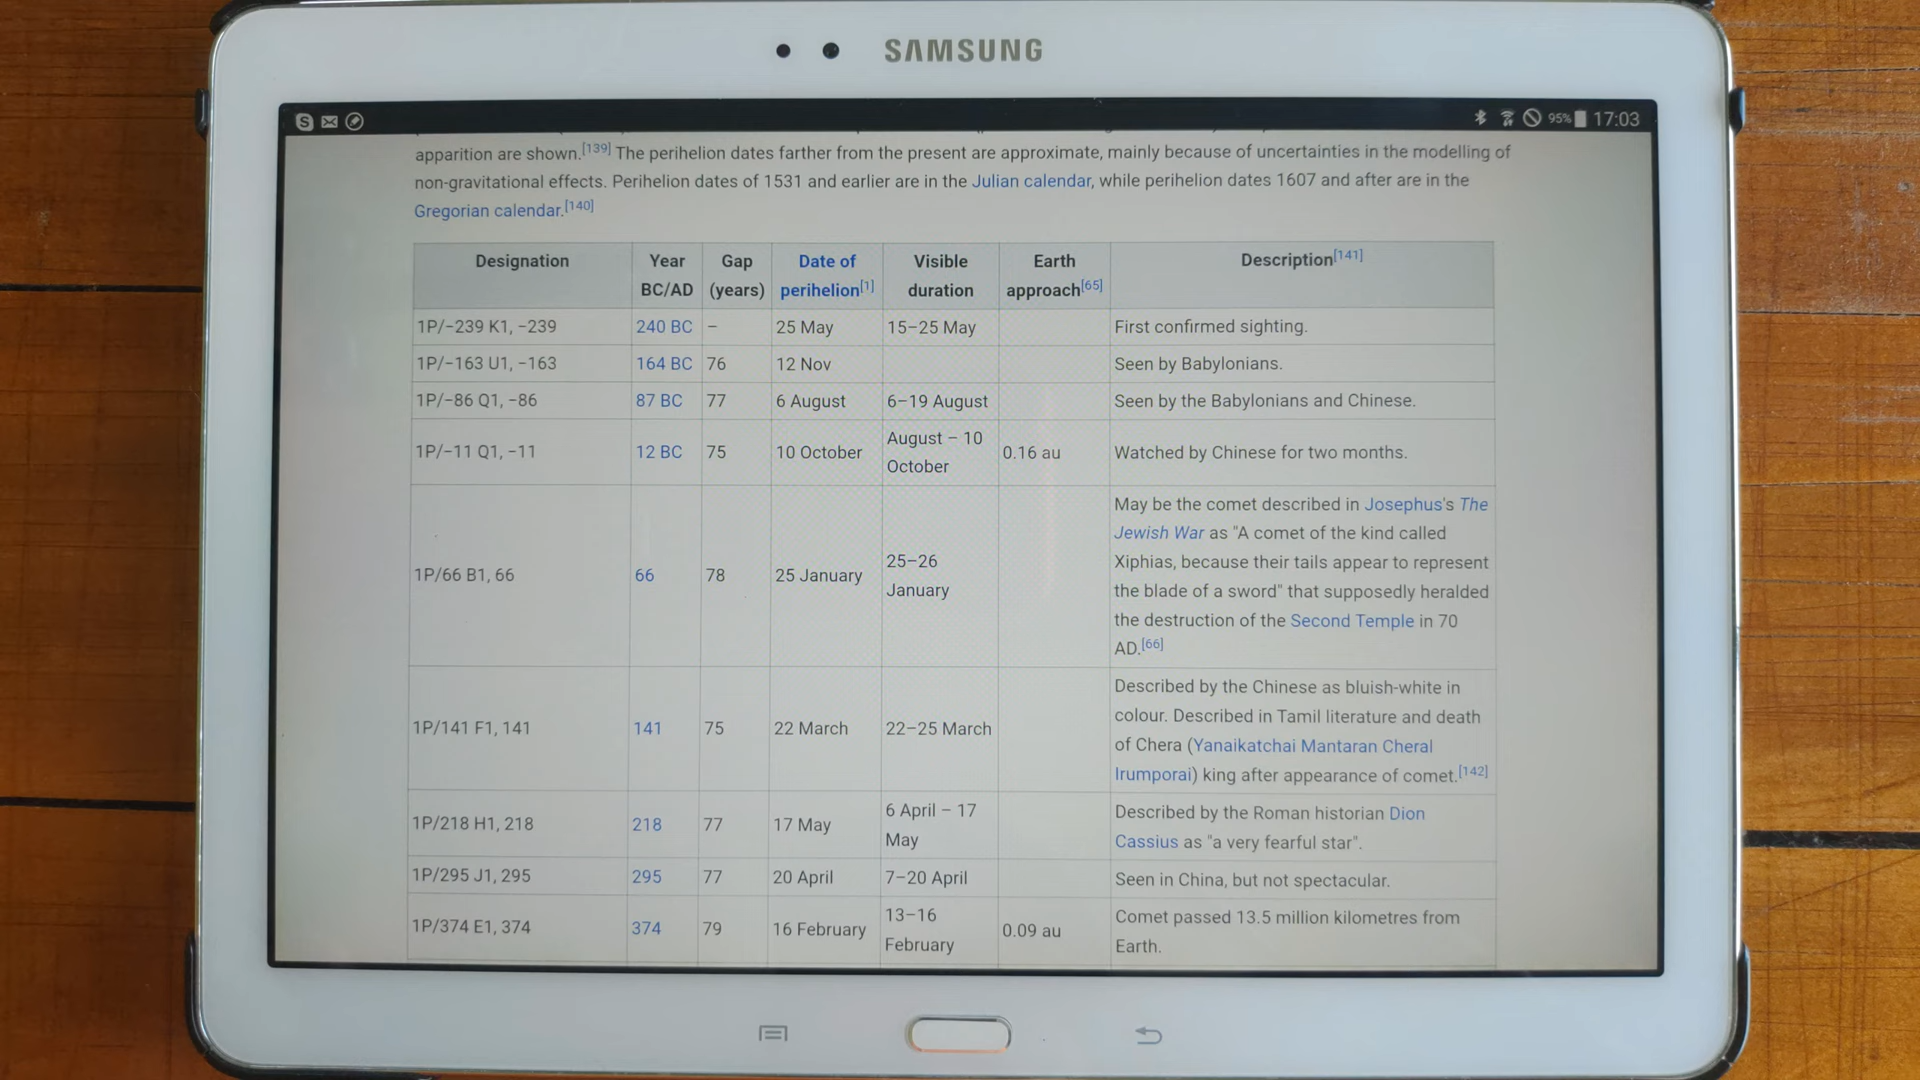 SAMSUNG
95% 17:03
apparition are shown.[139] The perihelion dates farther from the present are approximate, mainly because of uncertainties in the modelling of
non-gravitational effects. Perihelion dates of 1531 and earlier are in the Julian calendar, while perihelion dates 1607 and after are in the
Gregorian calendar.[140]
Designation Year BC/AD Gap (years) Date of perihelion[1] Visible duration Earth approach[65] Description[141]
1P/−239 K1, −239 240 BC – 25 May 15–25 May First confirmed sighting.
1P/−163 U1, −163 164 BC 76 12 Nov Seen by Babylonians.
1P/−86 Q1, −86 87 BC 77 6 August 6–19 August Seen by the Babylonians and Chinese.
1P/−11 Q1, −11 12 BC 75 10 October August – 10 October 0.16 au Watched by Chinese for two months.
1P/66 B1, 66 66 78 25 January 25–26 January May be the comet described in Josephus's The
Jewish War as "A comet of the kind called
Xiphias, because their tails appear to represent
the blade of a sword" that supposedly heralded
the destruction of the Second Temple in 70
AD.[66]
1P/141 F1, 141 141 75 22 March 22–25 March Described by the Chinese as bluish-white in
colour. Described in Tamil literature and death
of Chera (Yanaikatchai Mantaran Cheral
Irumporai) king after appearance of comet.[142]
1P/218 H1, 218 218 77 17 May 6 April – 17 May Described by the Roman historian Dion
Cassius as "a very fearful star".
1P/295 J1, 295 295 77 20 April 7–20 April Seen in China, but not spectacular.
1P/374 E1, 374 374 79 16 February 13–16 February 0.09 au Comet passed 13.5 million kilometres from
Earth.